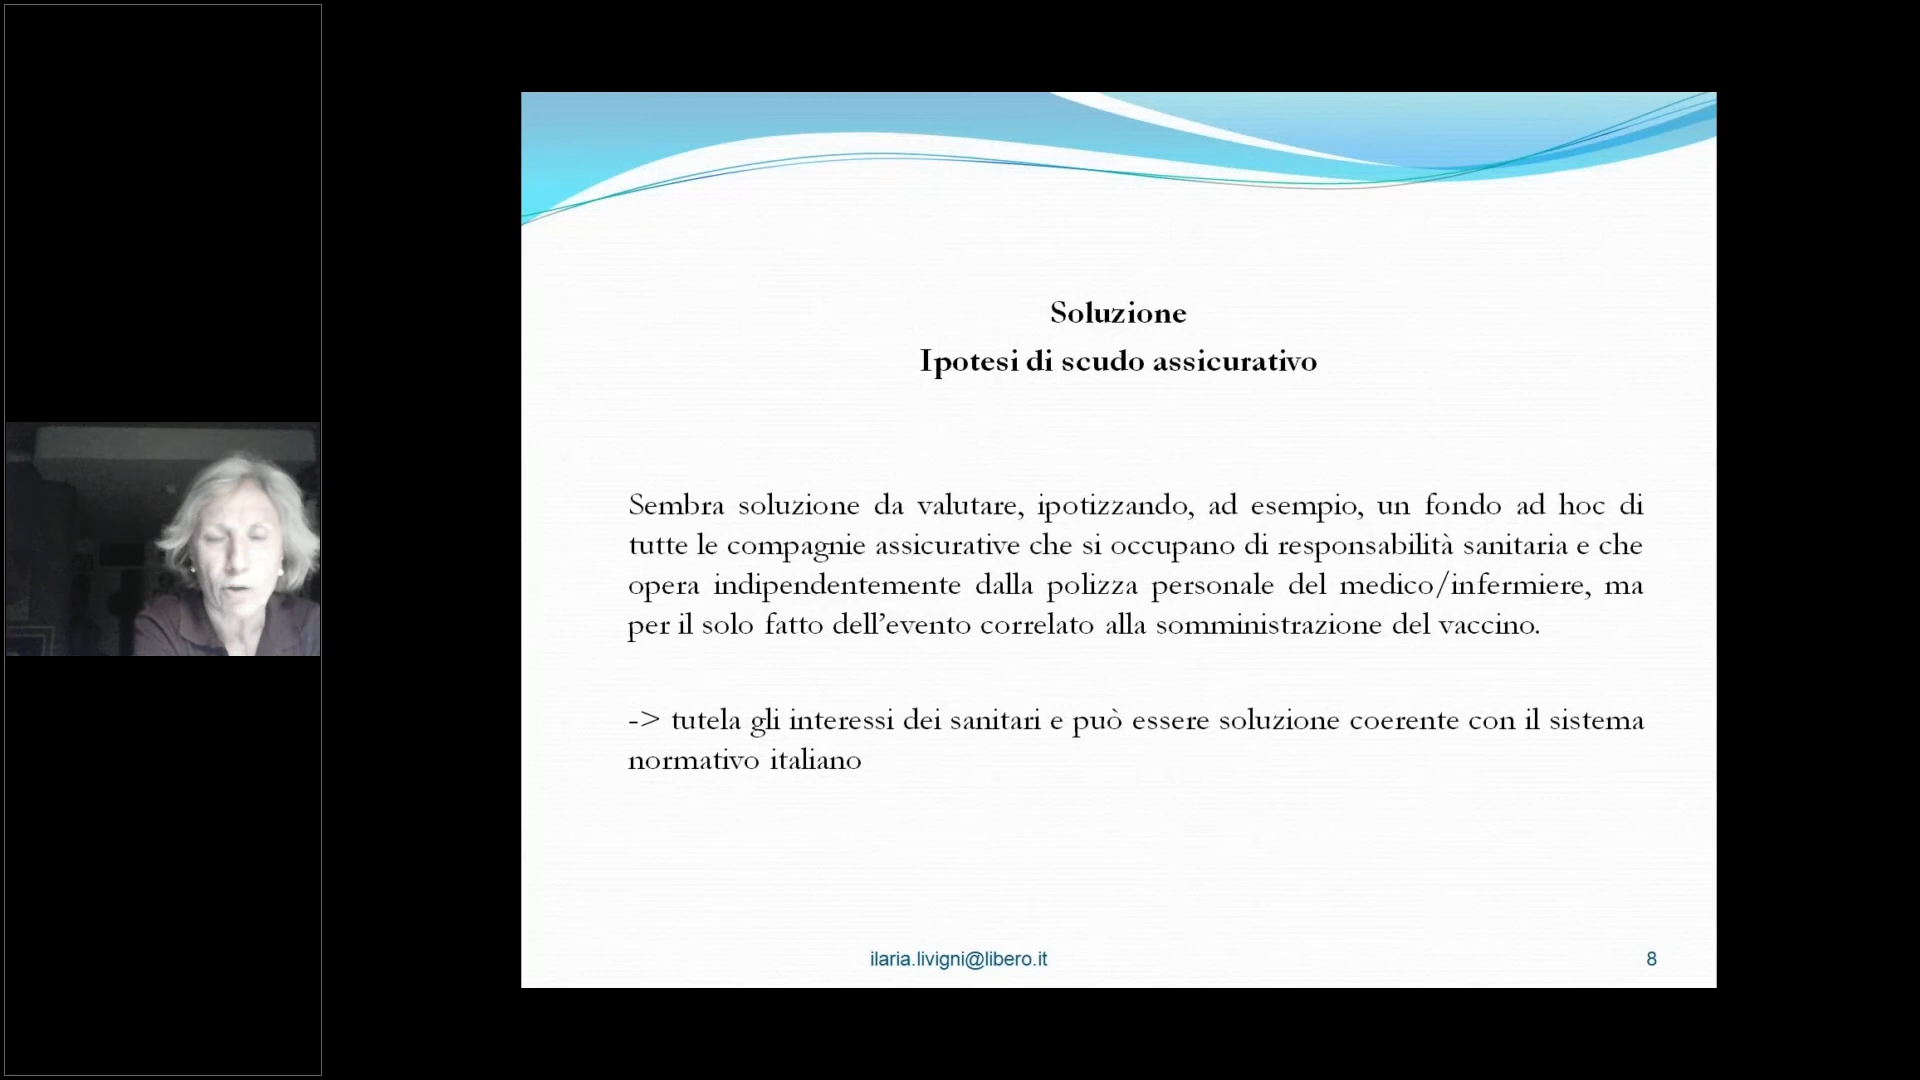 Soluzione
Ipotesi di scudo assicurativo
Sembra soluzione da valutare, ipotizzando, ad esempio, un fondo ad hoc di
tutte le compagnie assicurative che si occupano di responsabilità sanitaria e che
opera indipendentemente dalla polizza personale del medico/infermiere, ma
per il solo fatto dell’evento correlato alla somministrazione del vaccino.
-> tutela gli interessi dei sanitari e può essere soluzione coerente con il sistema
normativo italiano
ilaria.livigni@libero.it
8